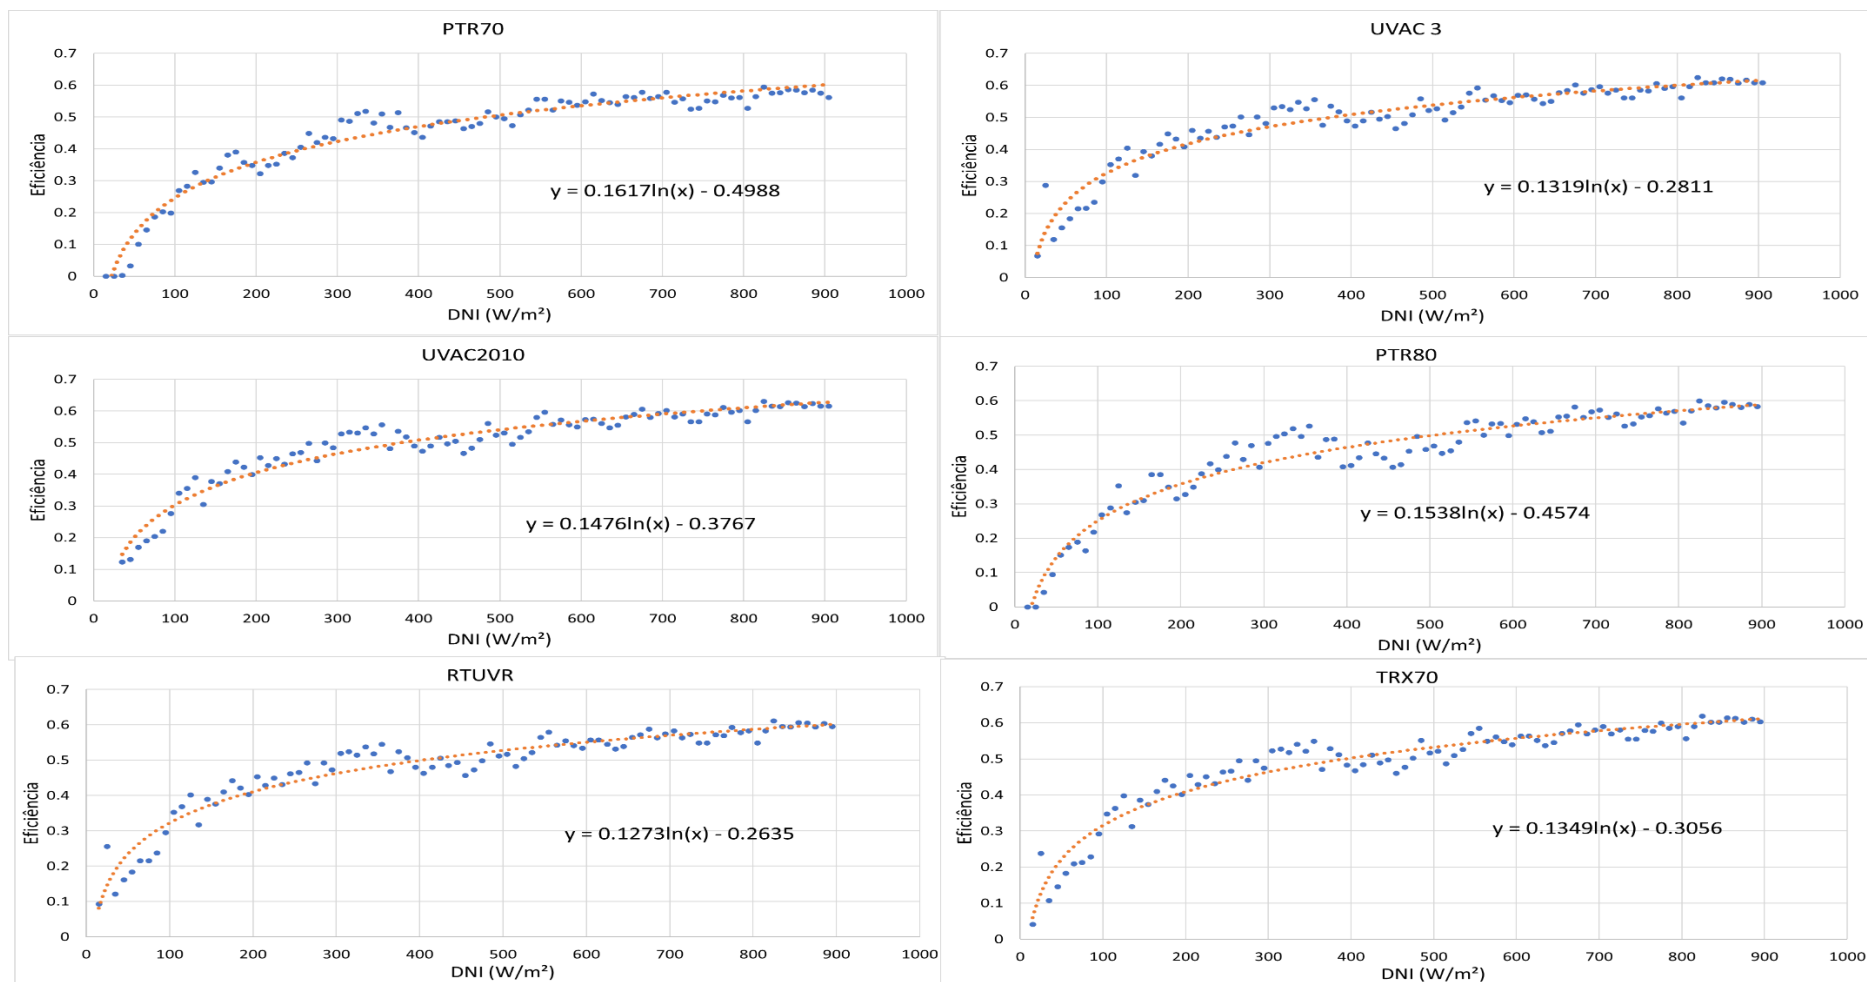 PTR70
0.7
0.6
0.5
0.4
0.3
0.2
0.1
0
Eficiência
y = 0.1617ln(x) - 0.4988
0 100 200 300 400 500 600 700 800 900 1000
DNI (W/m²)
UVAC 3
0.7
0.6
0.5
0.4
0.3
0.2
0.1
0
Eficiência
y = 0.1319ln(x) - 0.2811
0 100 200 300 400 500 600 700 800 900 1000
DNI (W/m²)
UVAC2010
0.7
0.6
0.5
0.4
0.3
0.2
0.1
0
Eficiência
y = 0.1476ln(x) - 0.3767
0 100 200 300 400 500 600 700 800 900 1000
DNI (W/m²)
PTR80
0.7
0.6
0.5
0.4
0.3
0.2
0.1
0
Eficiência
y = 0.1538ln(x) - 0.4574
0 100 200 300 400 500 600 700 800 900 1000
DNI (W/m²)
RTUVR
0.7
0.6
0.5
0.4
0.3
0.2
0.1
0
Eficiência
y = 0.1273ln(x) - 0.2635
0 100 200 300 400 500 600 700 800 900 1000
DNI (W/m²)
TRX70
0.7
0.6
0.5
0.4
0.3
0.2
0.1
0
Eficiência
y = 0.1349ln(x) - 0.3056
0 100 200 300 400 500 600 700 800 900 1000
DNI (W/m²)